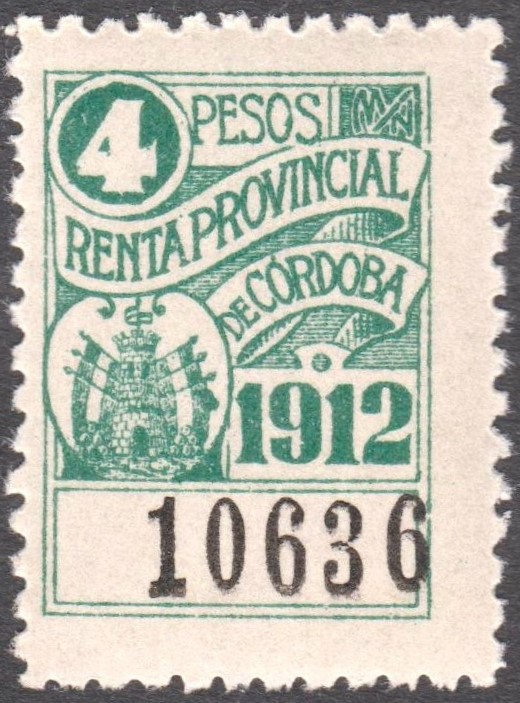 4 PESOS M/N
RENTA PROVINCIAL
DE CÓRDOBA
1912
10636